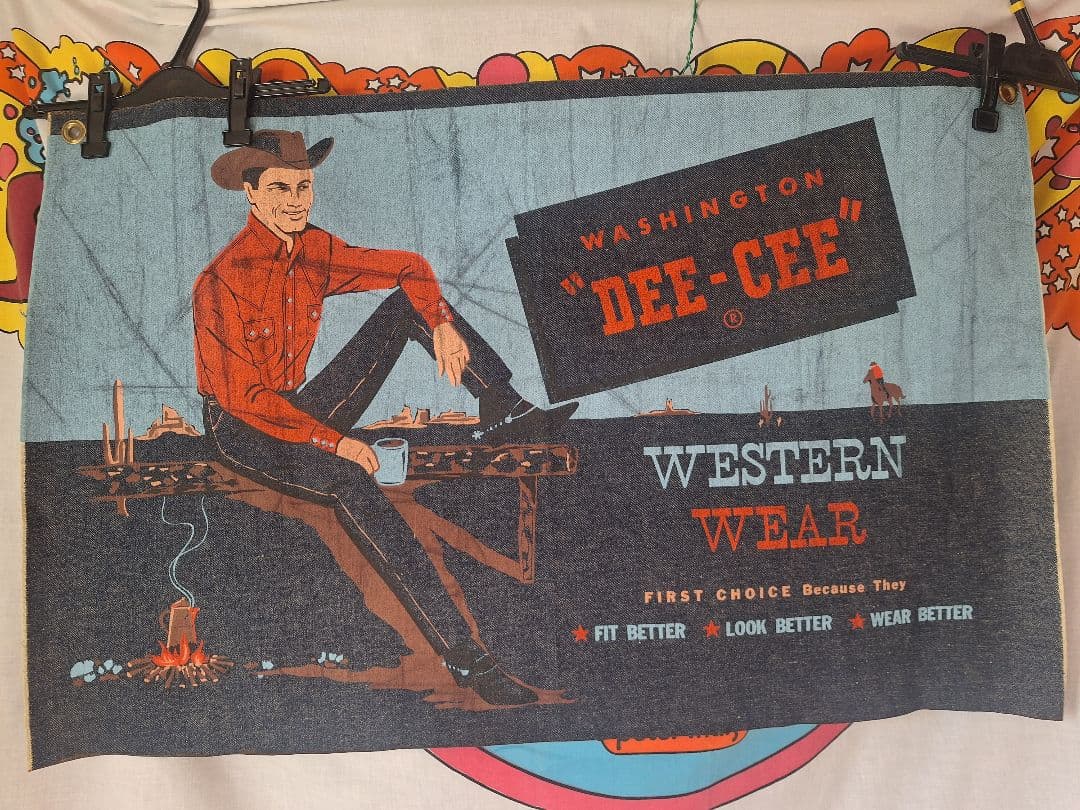 WASHINGTON
"DEE-CEE"
®
WESTERN
WEAR
FIRST CHOICE Because They
★ FIT BETTER ★ LOOK BETTER ★ WEAR BETTER